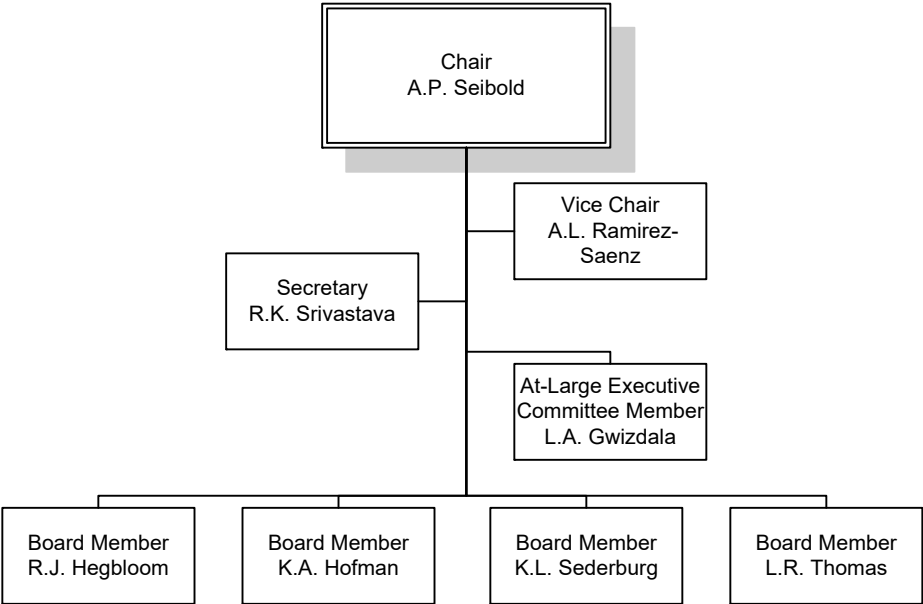 Chair
A.P. Seibold
Vice Chair
A.L. Ramirez-
Saenz
Secretary
R.K. Srivastava
At-Large Executive
Committee Member
L.A. Gwizdala
Board Member
R.J. Hegbloom
Board Member
K.A. Hofman
Board Member
K.L. Sederburg
Board Member
L.R. Thomas